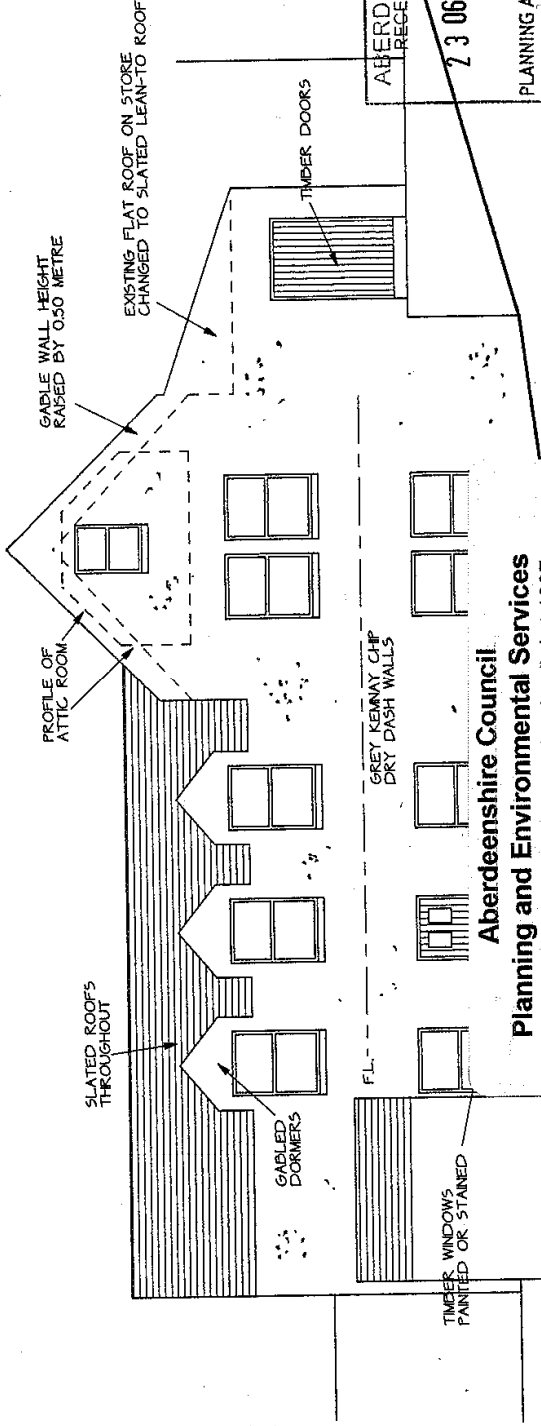 GABLE WALL HEIGHT
RAISED BY 0.50 METRE
EXISTING FLAT ROOF ON STORE
CHANGED TO SLATED LEAN-TO ROOF
TIMBER DOORS
PROFILE OF
ATTIC ROOM
SLATED ROOFS
THROUGHOUT
GABLED
DORMERS
F.L.
GREY KEMNAY CHIP
DRY DASH WALLS
TIMBER WINDOWS
PAINTED OR STAINED
Aberdeenshire Council
Planning and Environmental Services
ABERD
RECE
2 3 06
PLANNING A